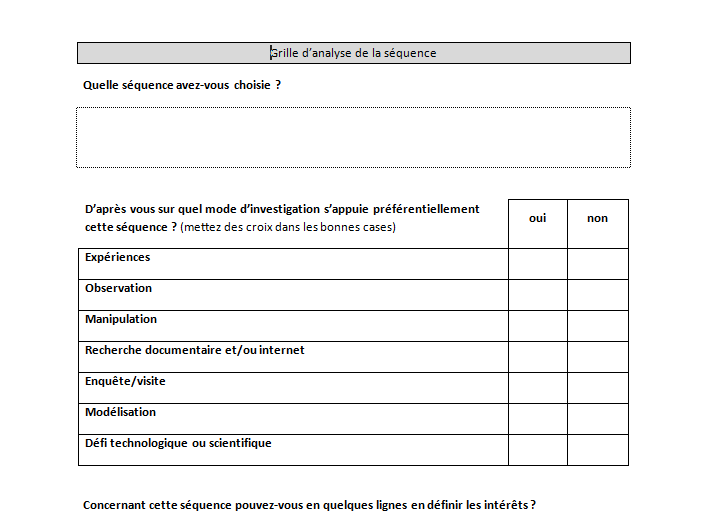 Grille d'analyse de la séquence
Quelle séquence avez-vous choisie ?
D'après vous sur quel mode d'investigation s'appuie préférentiellement
cette séquence ? (mettez des croix dans les bonnes cases)
oui
non
Expériences
Observation
Manipulation
Recherche documentaire et/ou internet
Enquête/visite
Modélisation
Défi technologique ou scientifique
Concernant cette séquence pouvez-vous en quelques lignes en définir les intérêts ?